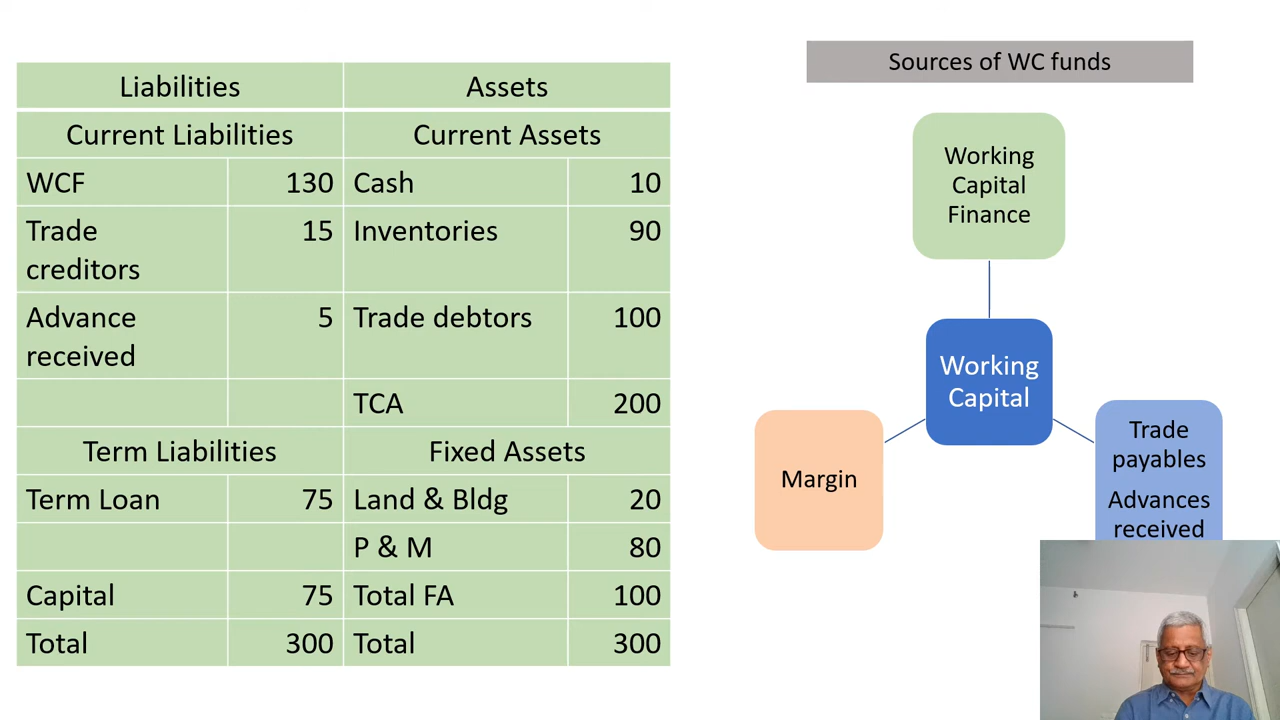 Liabilities Assets
Current Liabilities Current Assets
WCF 130 Cash 10
Trade creditors 15 Inventories 90
Advance received 5 Trade debtors 100
TCA 200
Term Liabilities Fixed Assets
Term Loan 75 Land & Bldg 20
P & M 80
Capital 75 Total FA 100
Total 300 Total 300
Sources of WC funds
Working
Capital
Finance
Working
Capital
Margin
Trade
payables
Advances
received